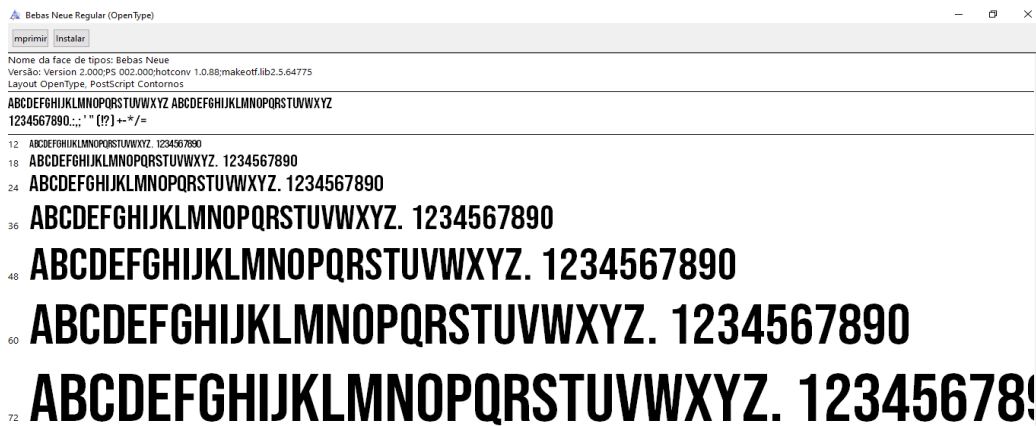 Bebas Neue Regular (OpenType)
mprimir Instalar
Nome da face de tipos: Bebas Neue
Versão: Version 2.000;PS 002.000;hotconv 1.0.88;makeotf.lib2.5.64775
Layout OpenType, PostScript Contornos
ABCDEFGHIJKLMNOPQRSTUVWXYZ ABCDEFGHIJKLMNOPQRSTUVWXYZ
1234567890.:,; ' " (!?) +-*/=
12 ABCDEFGHIJKLMNOPQRSTUVWXYZ. 1234567890
18 ABCDEFGHIJKLMNOPQRSTUVWXYZ. 1234567890
24 ABCDEFGHIJKLMNOPQRSTUVWXYZ. 1234567890
36 ABCDEFGHIJKLMNOPQRSTUVWXYZ. 1234567890
48 ABCDEFGHIJKLMNOPQRSTUVWXYZ. 1234567890
60 ABCDEFGHIJKLMNOPQRSTUVWXYZ. 1234567890
72 ABCDEFGHIJKLMNOPQRSTUVWXYZ. 123456789